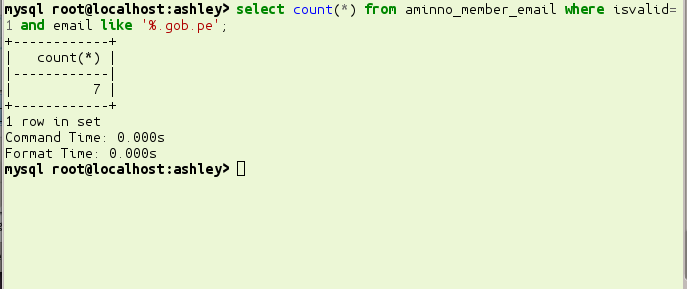 mysql root@localhost:ashley> select count(*) from aminno_member_email where isvalid=
1 and email like '%.gob.pe';
+------------+
|   count(*) |
|------------|
|          7 |
+------------+
1 row in set
Command Time: 0.000s
Format Time: 0.000s
mysql root@localhost:ashley>